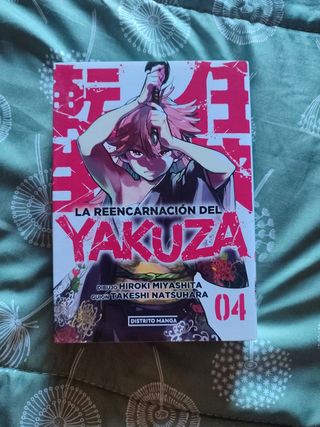 転生
任侠
LA REENCARNACIÓN DEL
YAKUZA
DIBUJO HIROKI MIYASHITA
GUION TAKESHI NATSUHARA
04
DISTRITO MANGA